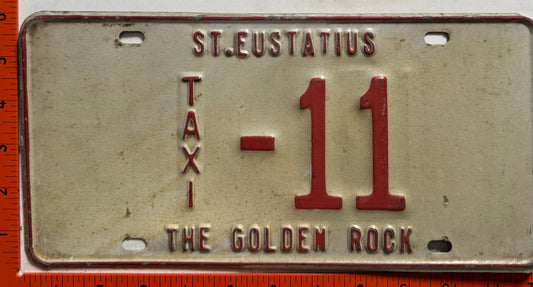 ST. EUSTATIUS
TAXI
-11
THE GOLDEN ROCK